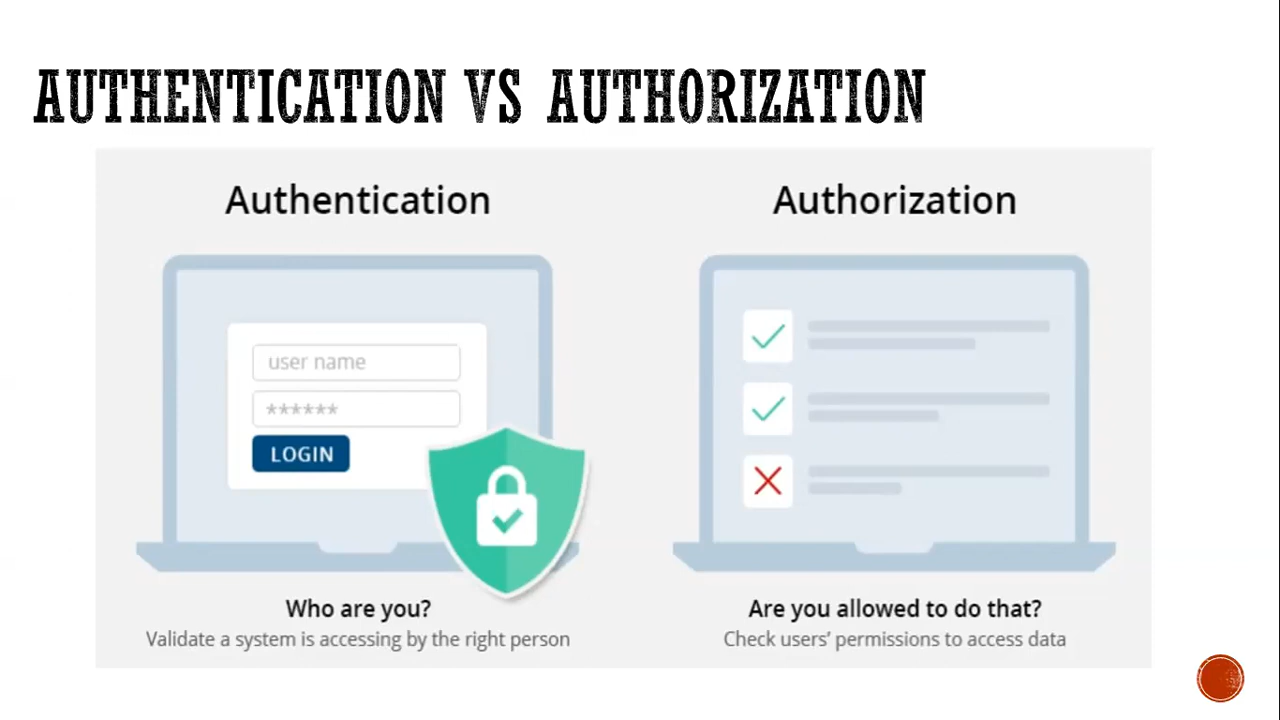 AUTHENTICATION VS AUTHORIZATION
Authentication
user name
******
LOGIN
Who are you?
Validate a system is accessing by the right person
Authorization
Are you allowed to do that?
Check users' permissions to access data